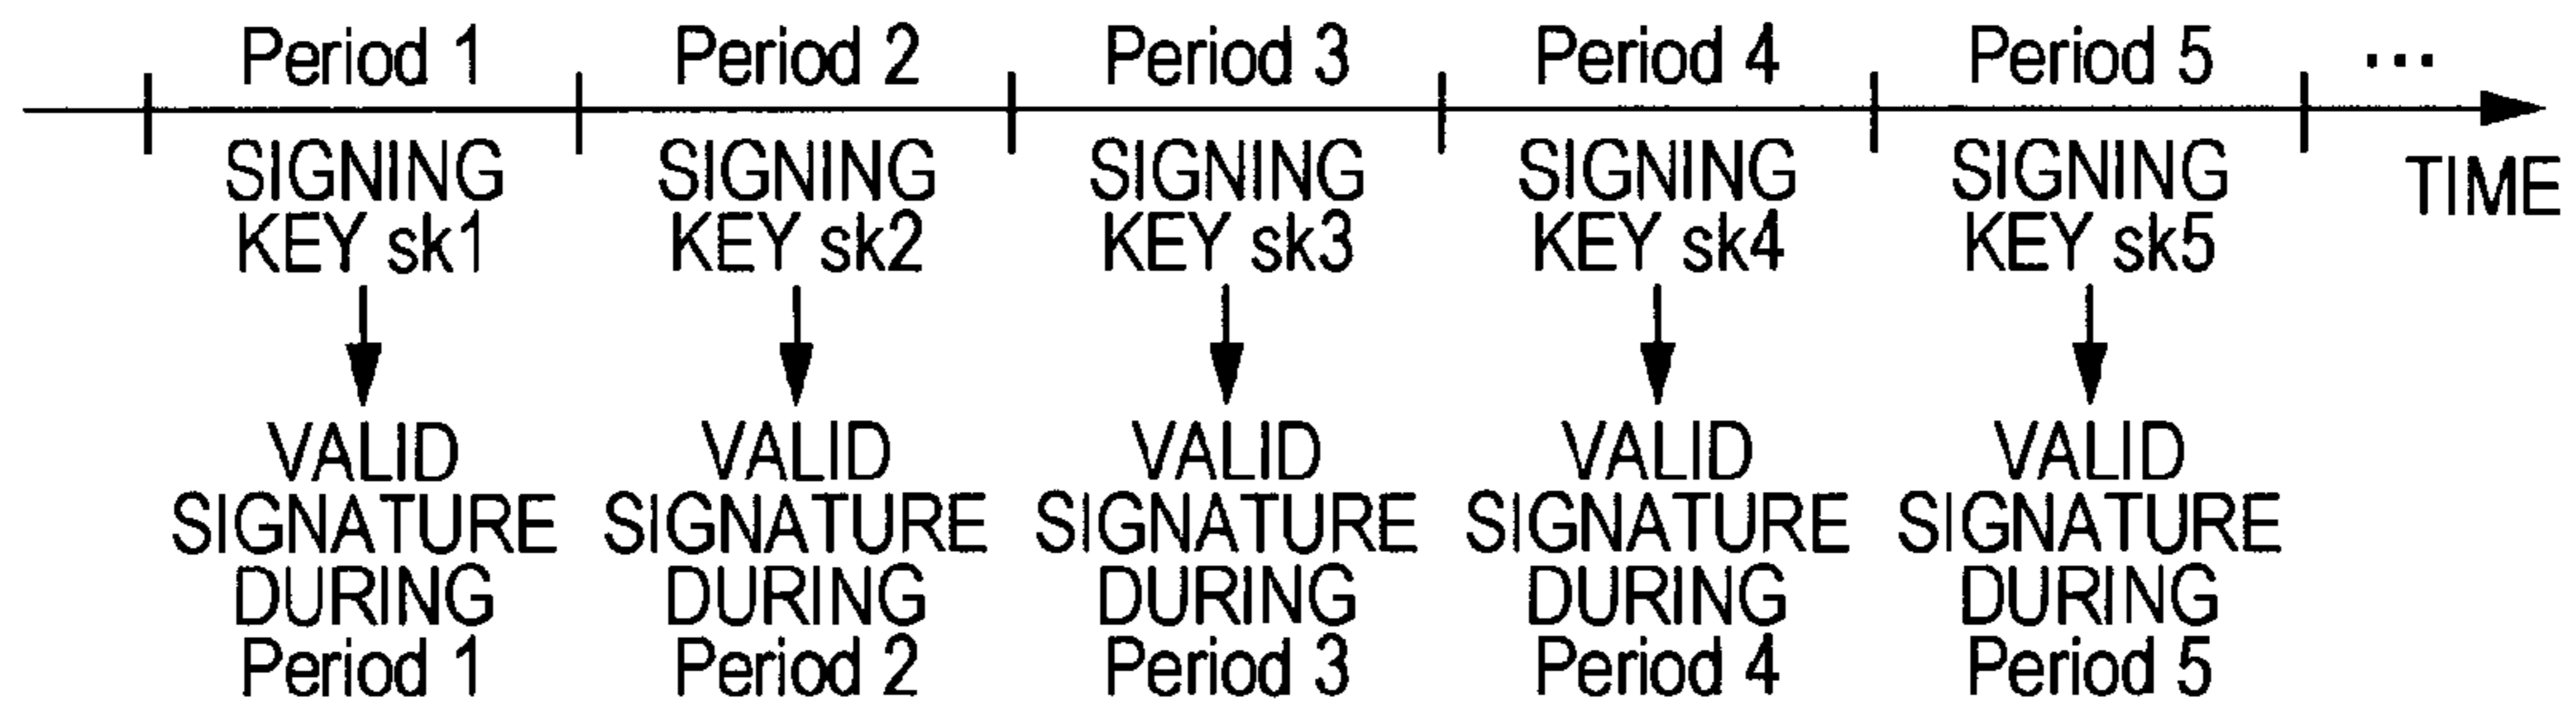 Period 1 Period 2 Period 3 Period 4 Period 5 ...
SIGNING SIGNING SIGNING SIGNING SIGNING
TIME
KEY sk1 KEY sk2 KEY sk3 KEY sk4 KEY sk5
VALID VALID VALID VALID VALID
SIGNATURE SIGNATURE SIGNATURE SIGNATURE SIGNATURE
DURING DURING DURING DURING DURING
Period 1 Period 2 Period 3 Period 4 Period 5